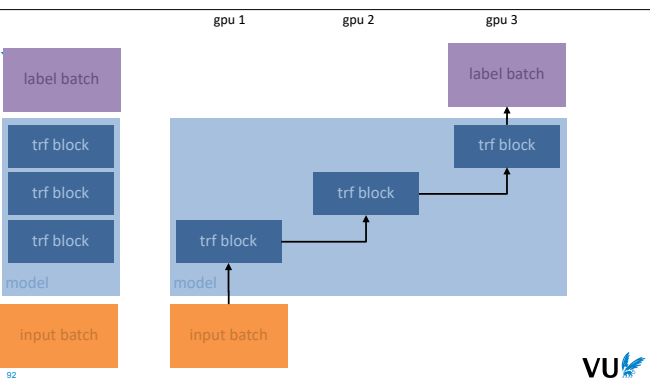 gpu 1
gpu 2
gpu 3
label batch
label batch
trf block
trf block
trf block
trf block
trf block
trf block
model
model
input batch
input batch
92
VU